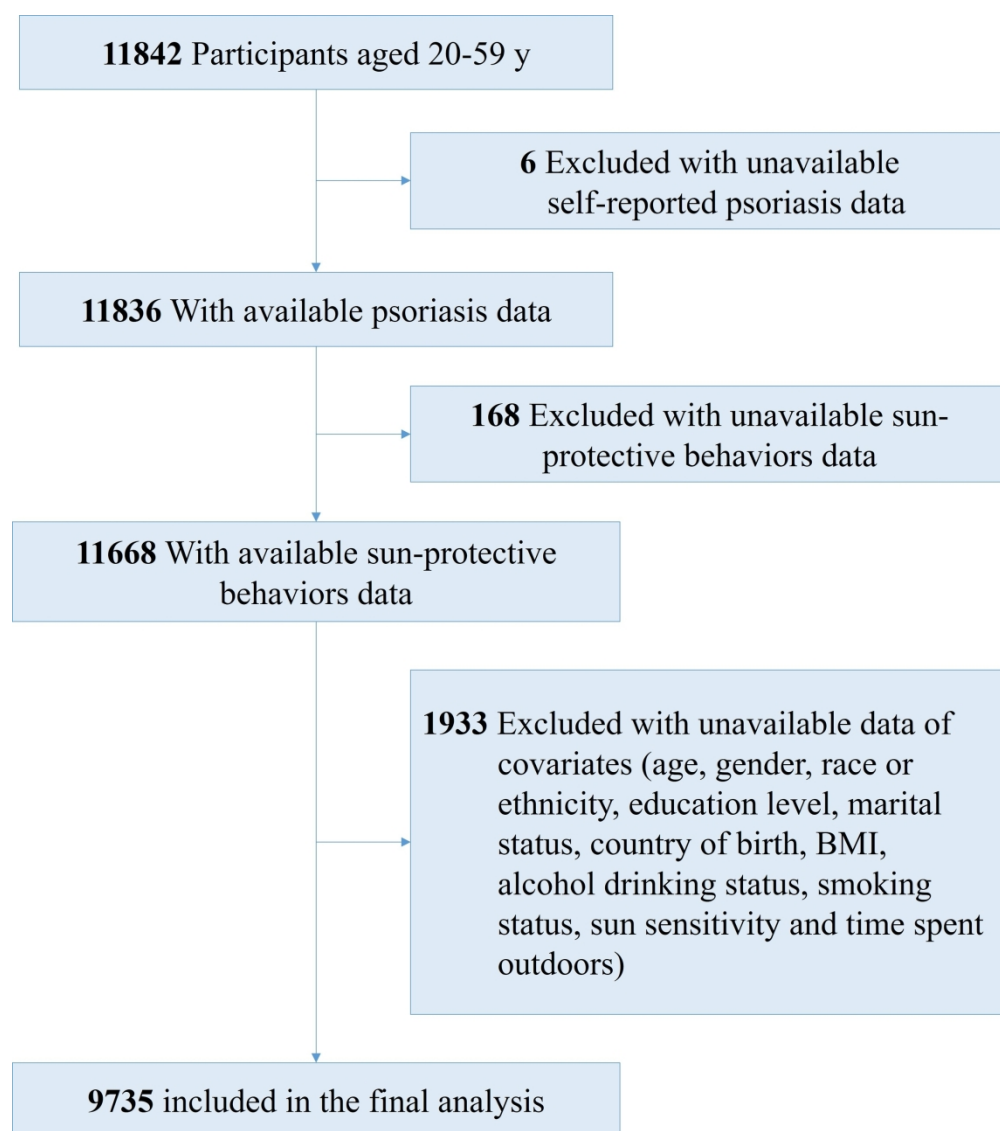 11842 Participants aged 20-59 y
6 Excluded with unavailable
self-reported psoriasis data
11836 With available psoriasis data
168 Excluded with unavailable sun-
protective behaviors data
11668 With available sun-protective
behaviors data
1933 Excluded with unavailable data of
covariates (age, gender, race or
ethnicity, education level, marital
status, country of birth, BMI,
alcohol drinking status, smoking
status, sun sensitivity and time spent
outdoors)
9735 included in the final analysis